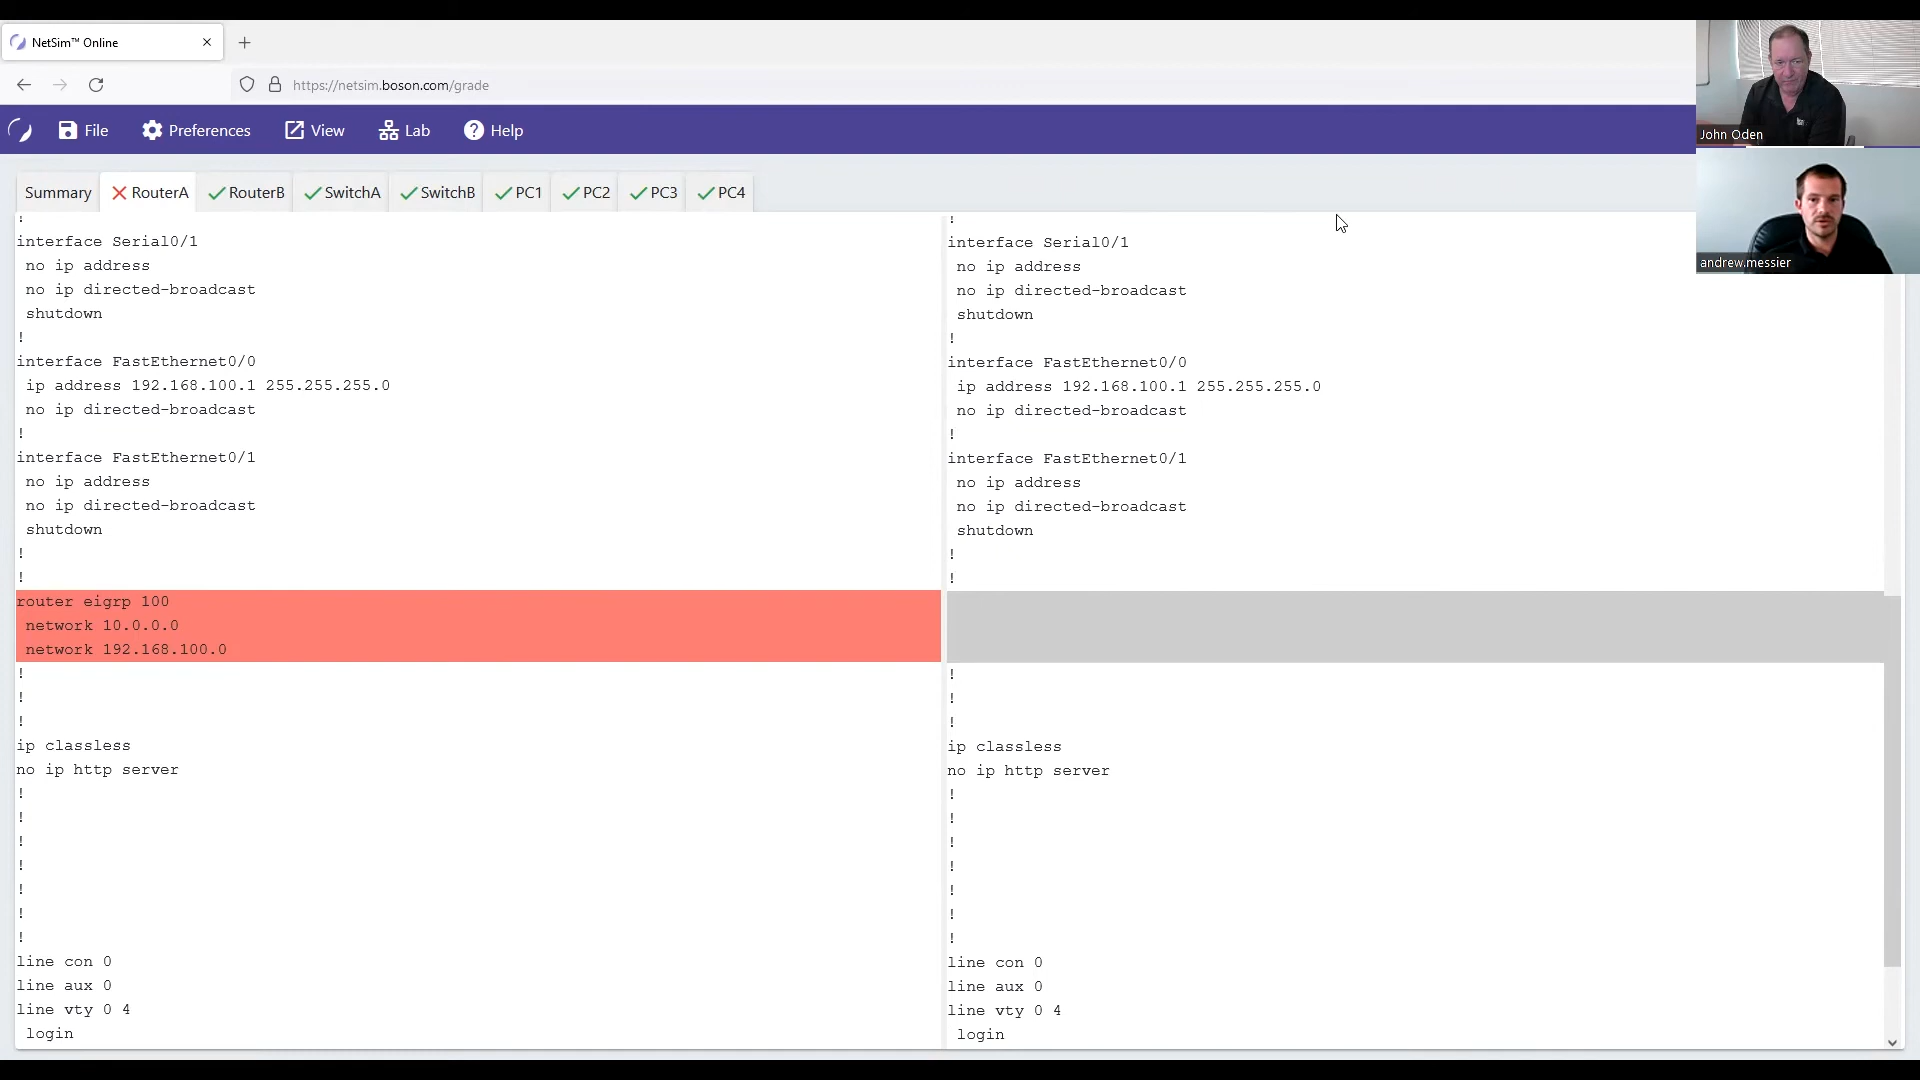 NetSim™ Online
https://netsim.boson.com/grade
File Preferences View Lab Help
Summary RouterA RouterB SwitchA SwitchB PC1 PC2 PC3 PC4
John Oden
andrew.messier
!
interface Serial0/1
no ip address
no ip directed-broadcast
shutdown
!
interface FastEthernet0/0
ip address 192.168.100.1 255.255.255.0
no ip directed-broadcast
!
interface FastEthernet0/1
no ip address
no ip directed-broadcast
shutdown
!
!
router eigrp 100
network 10.0.0.0
network 192.168.100.0
!
!
!
ip classless
no ip http server
!
!
!
!
!
!
!
line con 0
line aux 0
line vty 0 4
login
!
interface Serial0/1
no ip address
no ip directed-broadcast
shutdown
!
interface FastEthernet0/0
ip address 192.168.100.1 255.255.255.0
no ip directed-broadcast
!
interface FastEthernet0/1
no ip address
no ip directed-broadcast
shutdown
!
!
!
!
!
ip classless
no ip http server
!
!
!
!
!
!
!
line con 0
line aux 0
line vty 0 4
login